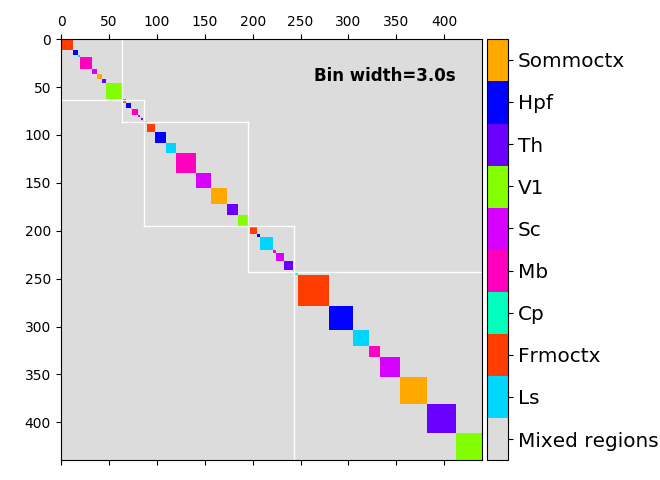 0 50 100 150 200 250 300 350 400
0
50
100
150
200
250
300
350
400
Bin width=3.0s
Sommoctx
Hpf
Th
V1
Sc
Mb
Cp
Frmoctx
Ls
Mixed regions